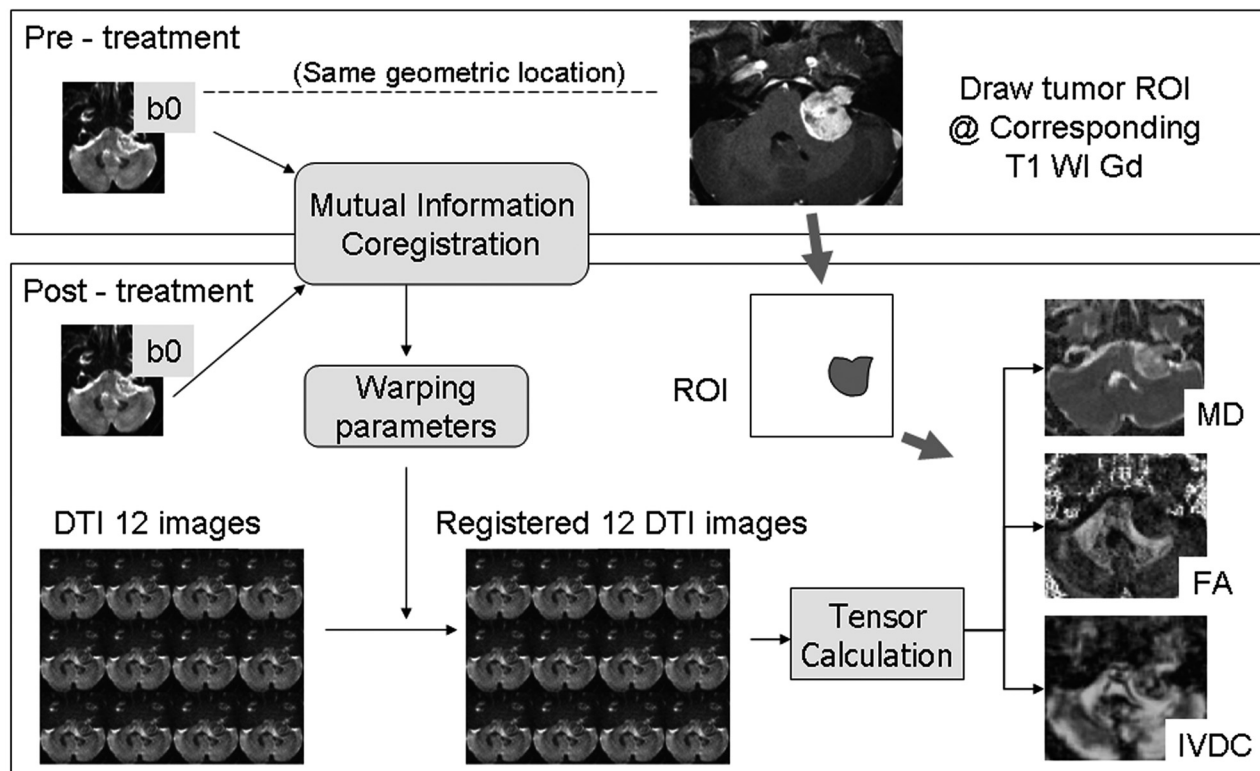 Pre - treatment
b0
(Same geometric location)
Draw tumor ROI
@ Corresponding
T1 WI Gd
Mutual Information
Coregistration
Post - treatment
b0
Warping
parameters
ROI
MD
DTI 12 images
Registered 12 DTI images
FA
Tensor
Calculation
IVDC